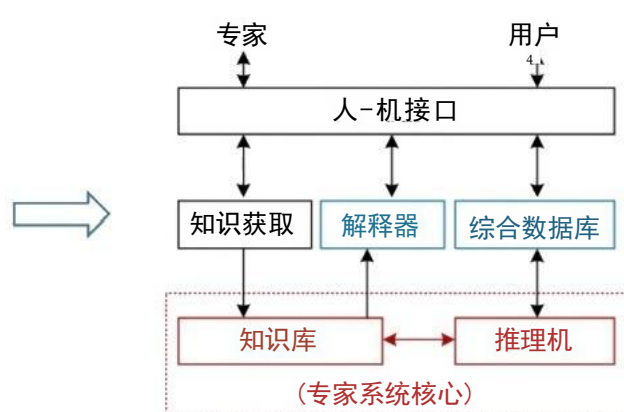 专家 用户
人-机接口
知识获取 解释器 综合数据库
知识库 推理机
(专家系统核心)